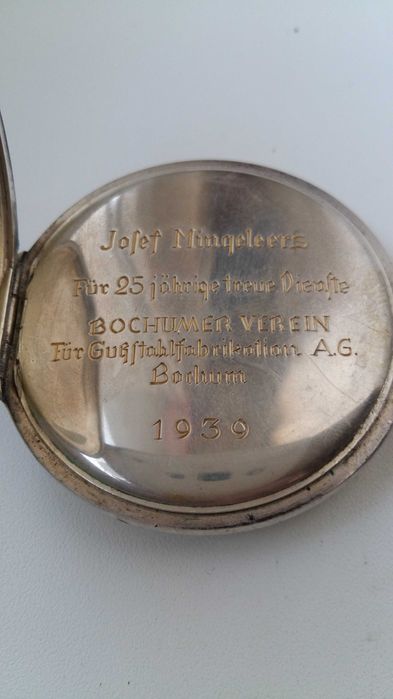 Josef Mingeleers
Für 25 jährige treue Dienste
BOCHUMER VEREIN
Für Gußstahlfabrikation A.G.
Bochum
1939